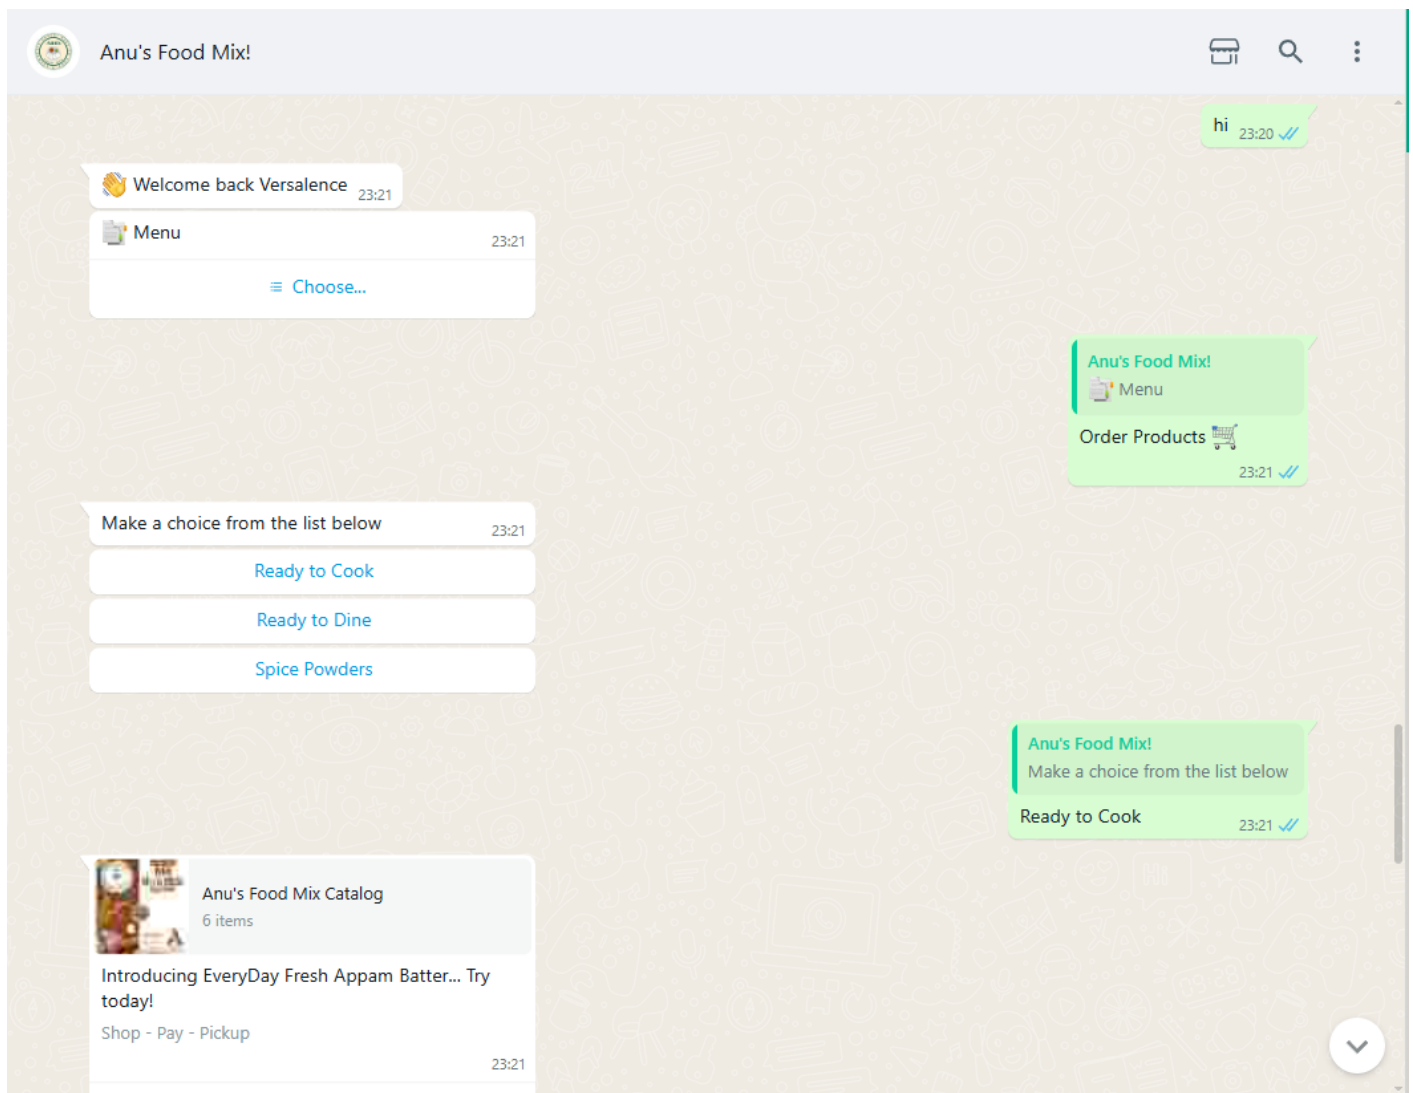 Anu's Food Mix!
hi 23:20
👋 Welcome back Versalence 23:21
Menu 23:21
Choose...
Anu's Food Mix!
Menu
Order Products 🛒
23:21
Make a choice from the list below 23:21
Ready to Cook
Ready to Dine
Spice Powders
Anu's Food Mix!
Make a choice from the list below
Ready to Cook 23:21
Anu's Food Mix Catalog
6 items
Introducing EveryDay Fresh Appam Batter... Try
today!
Shop - Pay - Pickup
23:21